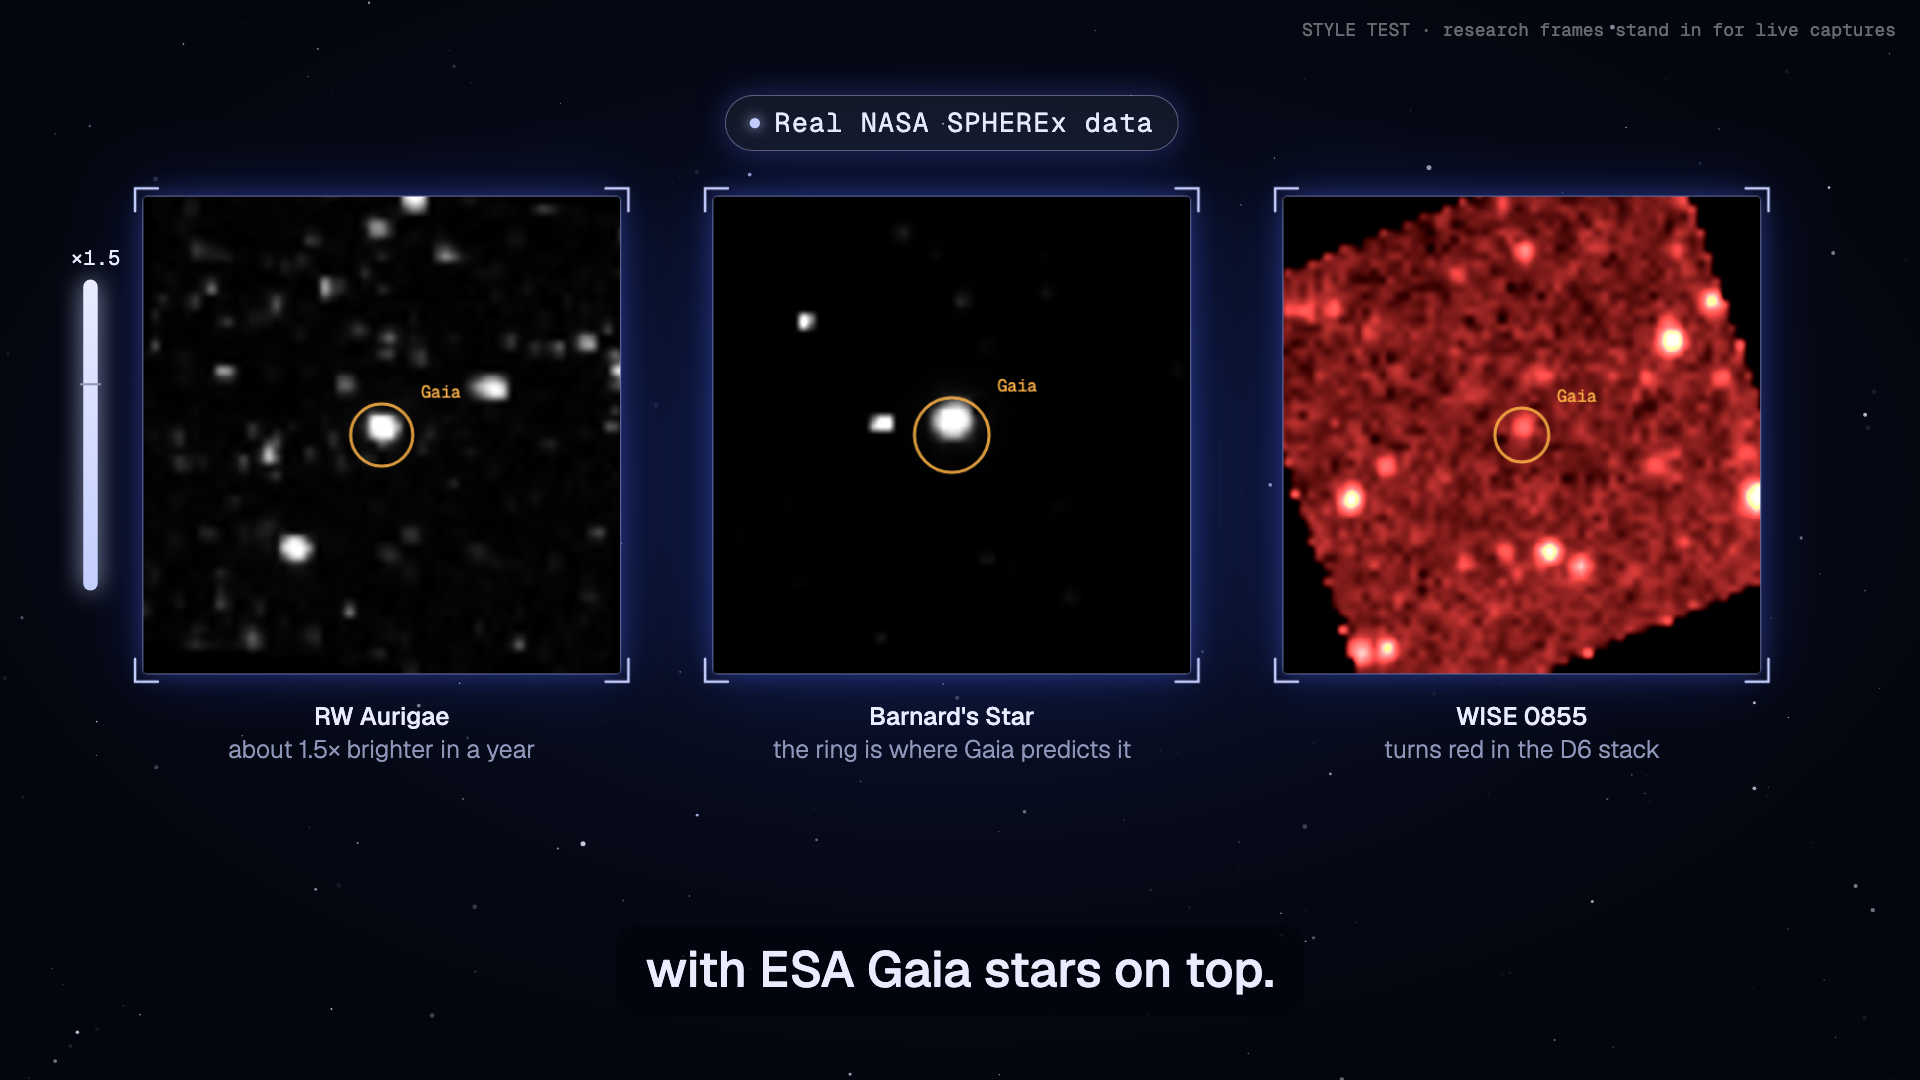 STYLE TEST · research frames stand in for live captures
Real NASA SPHEREx data
×1.5
Gaia
Gaia
Gaia
RW Aurigae
about 1.5× brighter in a year
Barnard's Star
the ring is where Gaia predicts it
WISE 0855
turns red in the D6 stack
with ESA Gaia stars on top.